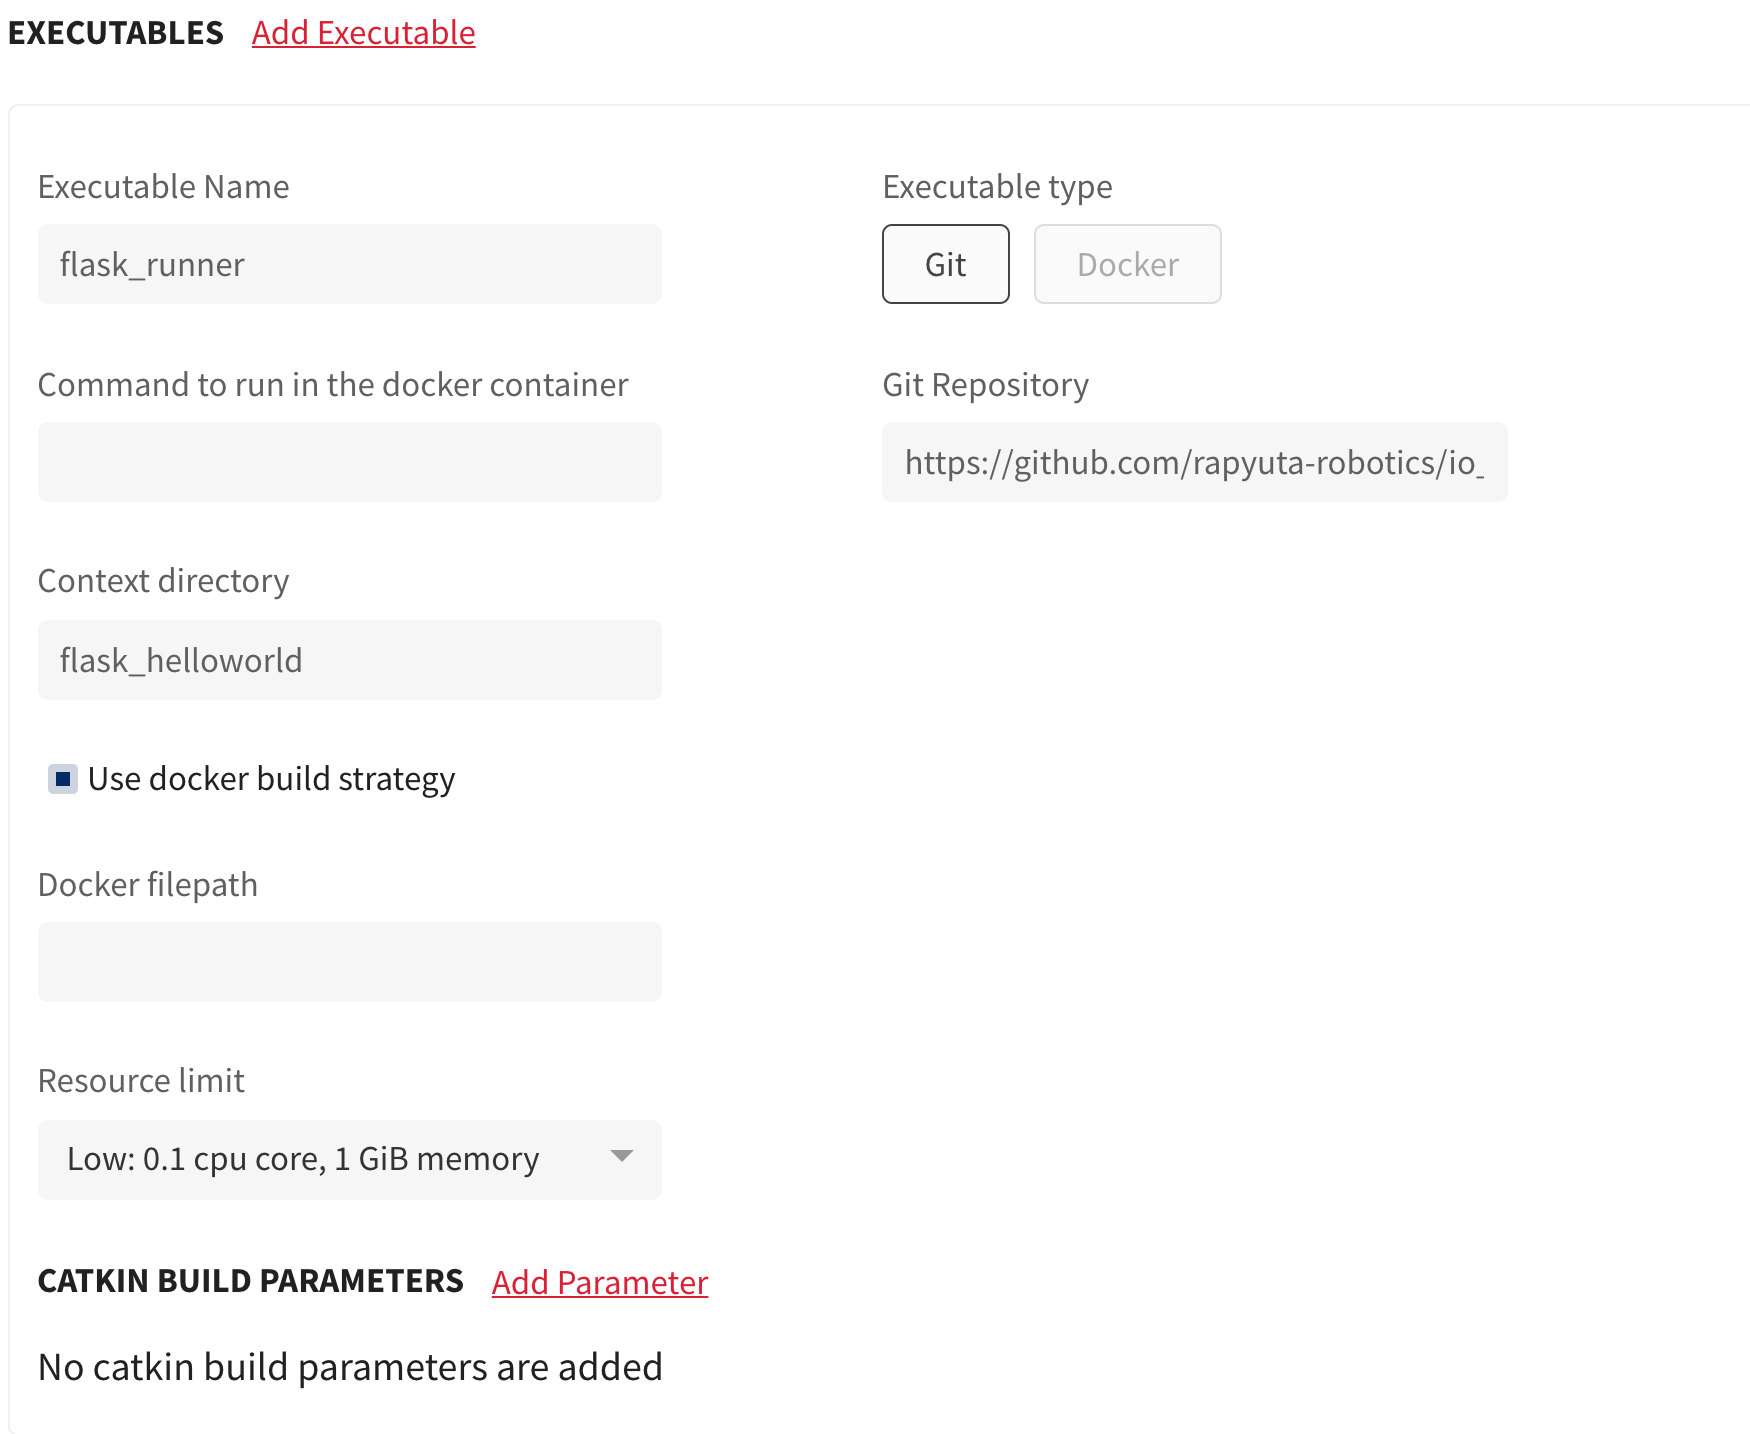 EXECUTABLES Add Executable
Executable Name
flask_runner
Executable type
Git Docker
Command to run in the docker container
Git Repository
https://github.com/rapyuta-robotics/io_
Context directory
flask_helloworld
Use docker build strategy
Docker filepath
Resource limit
Low: 0.1 cpu core, 1 GiB memory
CATKIN BUILD PARAMETERS Add Parameter
No catkin build parameters are added